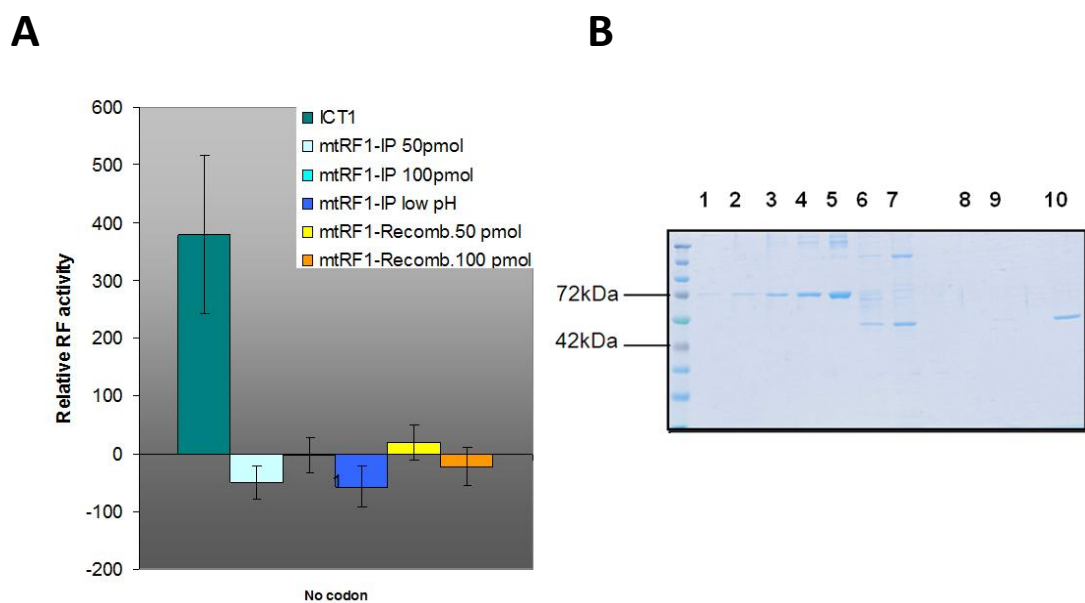 A
B
600
500
400
300
200
100
0
-100
-200
Relative RF activity
ICT1
mtRF1-IP 50pmol
mtRF1-IP 100pmol
mtRF1-IP low pH
mtRF1-Recomb.50 pmol
mtRF1-Recomb.100 pmol
1
No codon
1 2 3 4 5 6 7 8 9 10
72kDa
42kDa